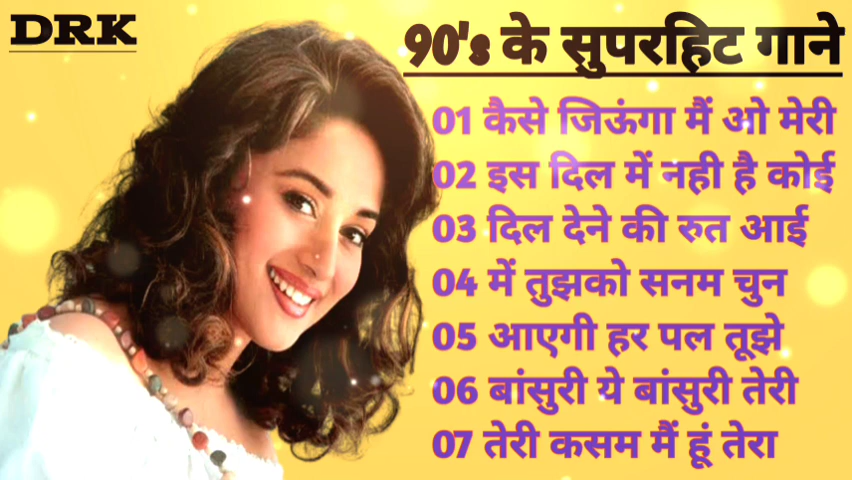 DRK
90's के सुपरहिट गाने
01 कैसे जिऊंगा मैं ओ मेरी
02 इस दिल में नही है कोई
03 दिल देने की रुत आई
04 में तुझको सनम चुन
05 आएगी हर पल तूझे
06 बांसुरी ये बांसुरी तेरी
07 तेरी कसम मैं हूं तेरा